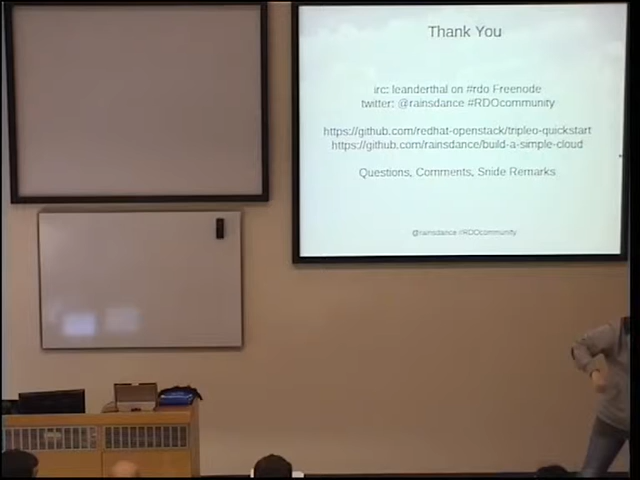 Thank You
irc: leanderthal on #rdo Freenode
twitter: @rainsdance #RDOcommunity
https://github.com/redhat-openstack/tripleo-quickstart
https://github.com/rainsdance/build-a-simple-cloud
Questions, Comments, Snide Remarks
@rainsdance #RDOcommunity